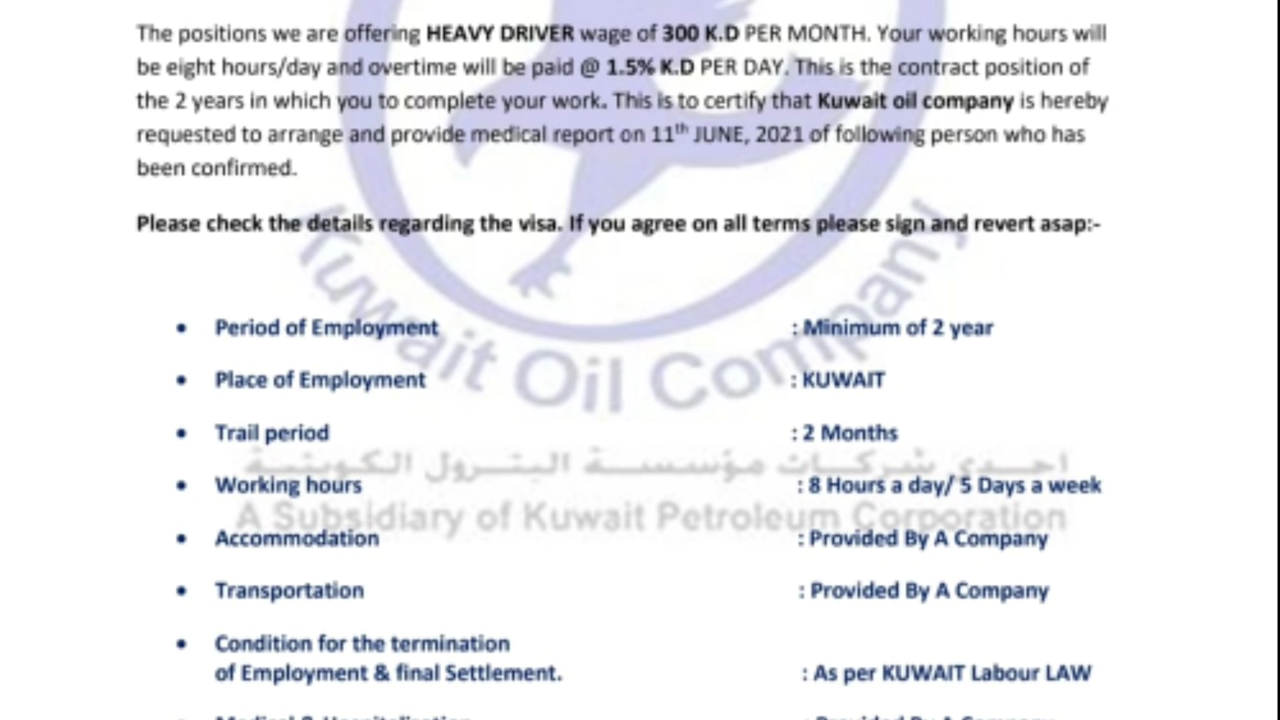 The positions we are offering HEAVY DRIVER wage of 300 K.D PER MONTH. Your working hours will
be eight hours/day and overtime will be paid @ 1.5% K.D PER DAY. This is the contract position of
the 2 years in which you to complete your work. This is to certify that Kuwait oil company is hereby
requested to arrange and provide medical report on 11th JUNE, 2021 of following person who has
been confirmed.
Please check the details regarding the visa. If you agree on all terms please sign and revert asap:-
• Period of Employment : Minimum of 2 year
• Place of Employment : KUWAIT
Kuwait Oil Company
• Trail period : 2 Months
احدى شركات مؤسسة البترول الكويتية
• Working hours : 8 Hours a day/ 5 Days a week
A Subsidiary of Kuwait Petroleum Corporation
• Accommodation : Provided By A Company
• Transportation : Provided By A Company
• Condition for the termination
of Employment & final Settlement. : As per KUWAIT Labour LAW